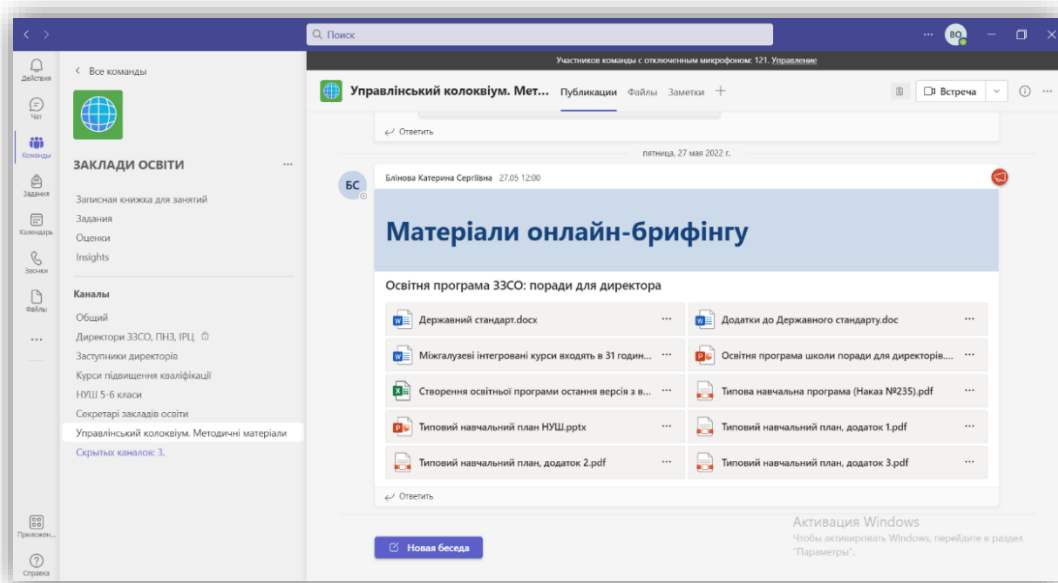 Поиск
ВО
Участников команды с отключенным микрофоном: 121. Управление
Действия
Чат
Команды
Задания
Календарь
Звонки
Файлы
Приложен...
Справка
Все команды
ЗАКЛАДИ ОСВІТИ
Записная книжка для занятий
Задания
Оценки
Insights
Каналы
Общий
Директори ЗЗСО, ПНЗ, ІРЦ
Заступники директорів
Курси підвищення кваліфікації
НУШ 5-6 класи
Секретарі закладів освіти
Управлінський колоквіум. Методичні матеріали
Скрытых каналов: 3.
Управлінський колоквіум. Мет... Публикации Файлы Заметки
Встреча
Ответить
пятница, 27 мая 2022 г.
БС
Блінова Катерина Сергіївна 27.05 12:00
Матеріали онлайн-брифінгу
Освітня програма ЗЗСО: поради для директора
Державний стандарт.docx
Додатки до Державного стандарту.doc
Міжгалузеві інтегровані курси входять в 31 годин...
Освітня програма школи поради для директорів....
Створення освітньої програми остання версія з в...
Типова навчальна програма (Наказ №235).pdf
Типовий навчальний план НУШ.pptx
Типовий навчальний план, додаток 1.pdf
Типовий навчальний план, додаток 2.pdf
Типовий навчальний план, додаток 3.pdf
Ответить
Новая беседа
Активация Windows
Чтобы активировать Windows, перейдите в раздел
"Параметры".